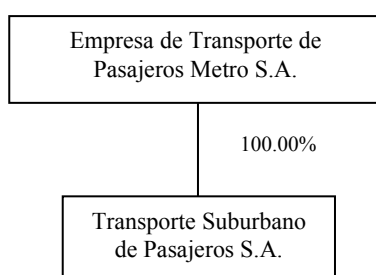 Empresa de Transporte de
Pasajeros Metro S.A.
100.00%
Transporte Suburbano
de Pasajeros S.A.